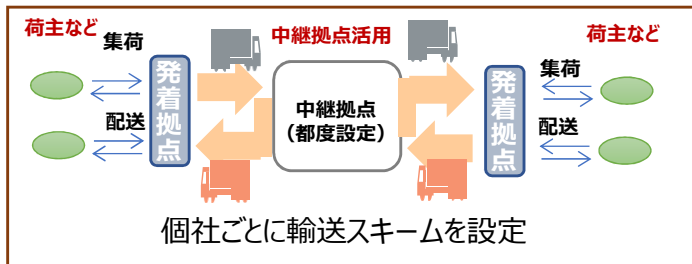 荷主など
集荷
中継拠点活用
荷主など
発着拠点
中継拠点
(都度設定)
発着拠点
集荷
配送
配送
個社ごとに輸送スキームを設定